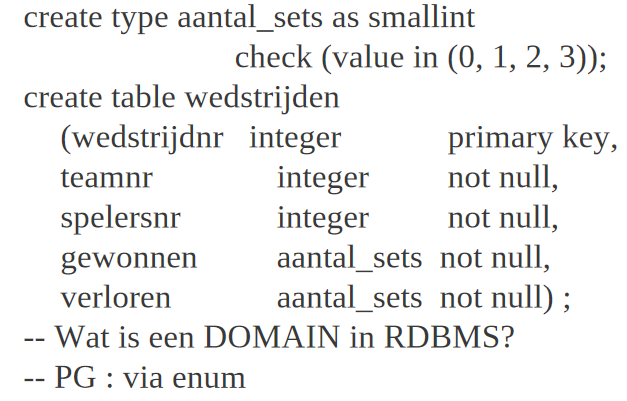 create type aantal_sets as smallint
check (value in (0, 1, 2, 3));
create table wedstrijden
(wedstrijdnr integer primary key,
teamnr integer not null,
spelersnr integer not null,
gewonnen aantal_sets not null,
verloren aantal_sets not null) ;
-- Wat is een DOMAIN in RDBMS?
-- PG : via enum